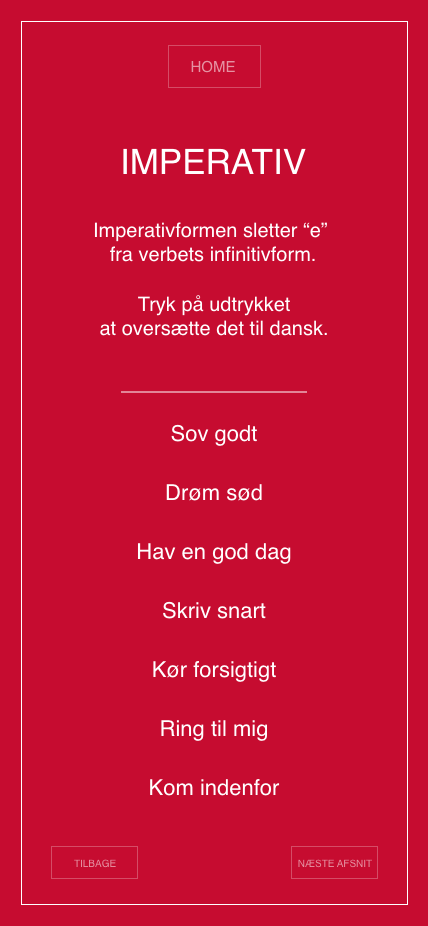 HOME
IMPERATIV
Imperativformen sletter “e”
fra verbets infinitivform.
Tryk på udtrykket
at oversætte det til dansk.
Sov godt
Drøm sød
Hav en god dag
Skriv snart
Kør forsigtigt
Ring til mig
Kom indenfor
TILBAGE
NÆSTE AFSNIT